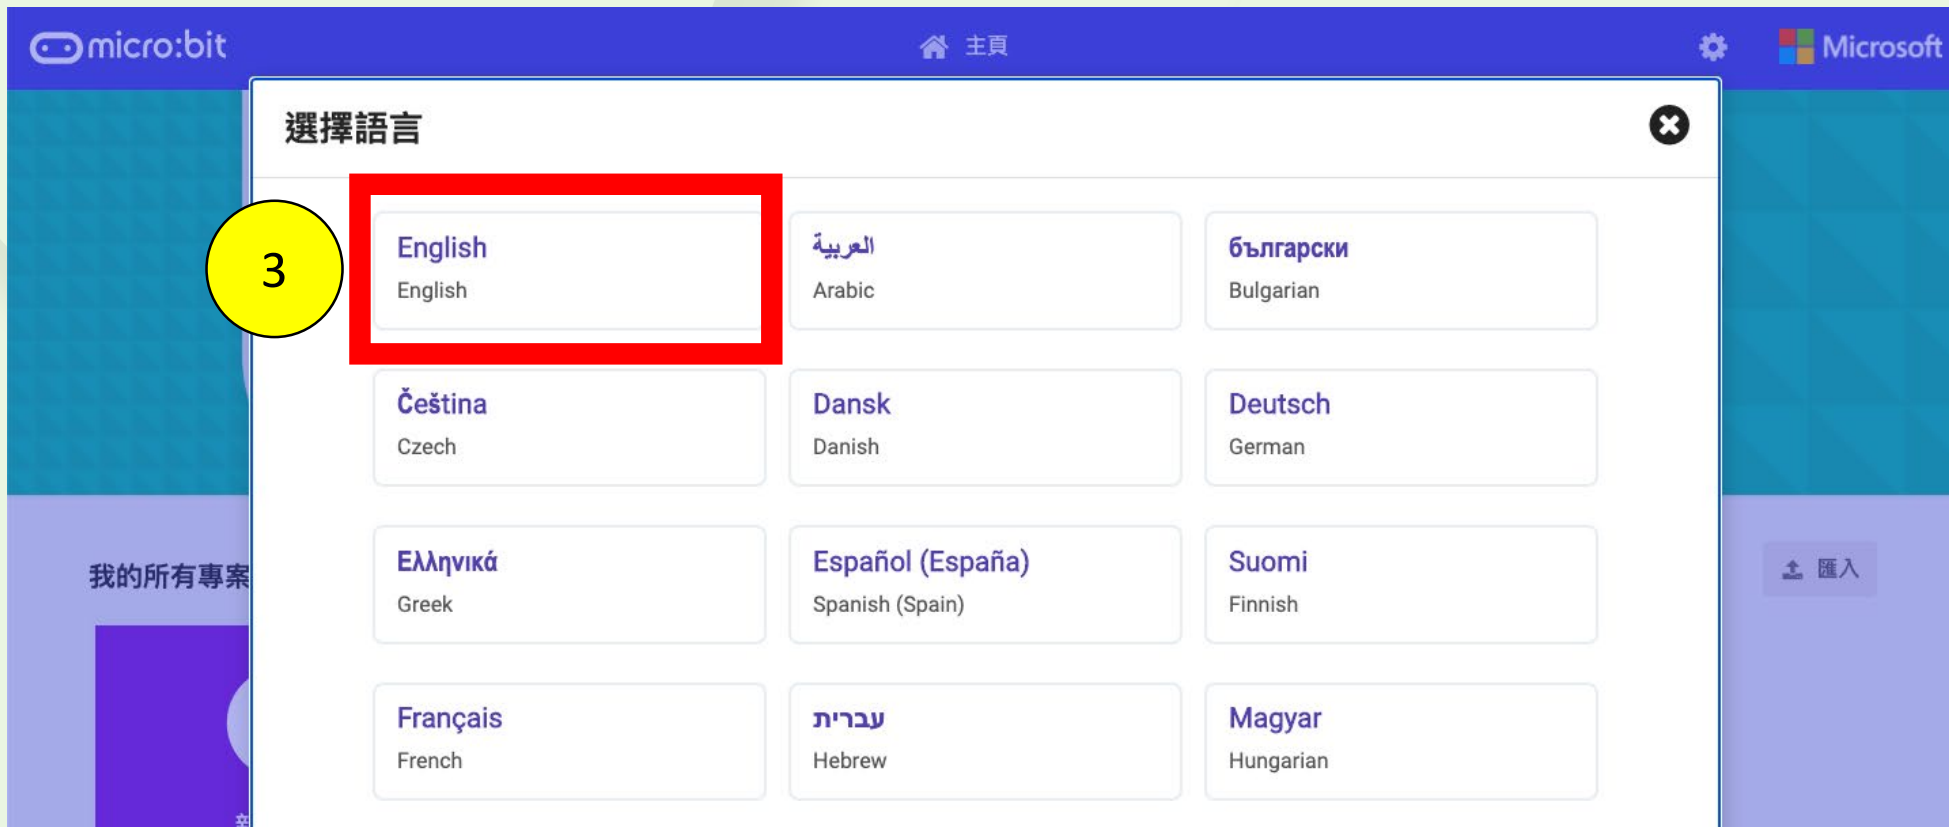 micro:bit
主頁
Microsoft
選擇語言
3
English
English
العربية
Arabic
български
Bulgarian
Čeština
Czech
Dansk
Danish
Deutsch
German
我的所有專案
匯入
Ελληνικά
Greek
Español (España)
Spanish (Spain)
Suomi
Finnish
Français
French
עברית
Hebrew
Magyar
Hungarian